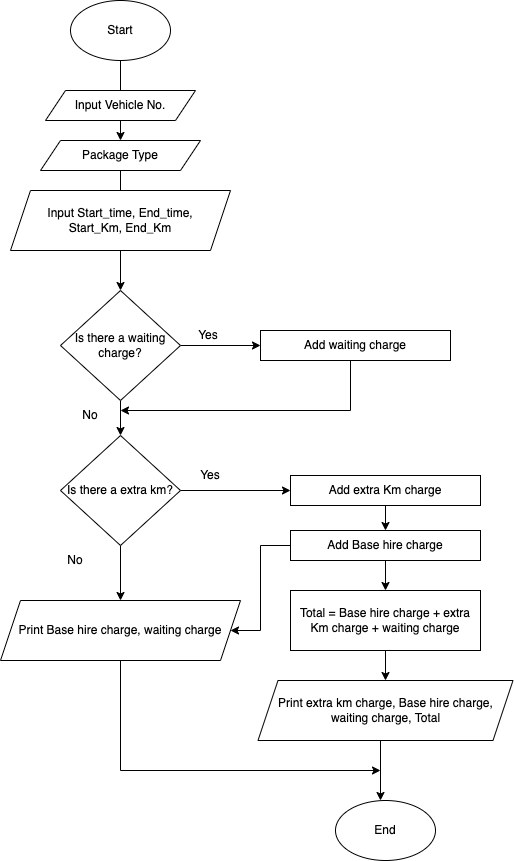 Start
Input Vehicle No.
Package Type
Input Start_time, End_time,
Start_Km, End_Km
Is there a waiting
charge?
Yes
Add waiting charge
No
Is there a extra km?
Yes
Add extra Km charge
Add Base hire charge
No
Print Base hire charge, waiting charge
Total = Base hire charge + extra
Km charge + waiting charge
Print extra km charge, Base hire charge,
waiting charge, Total
End